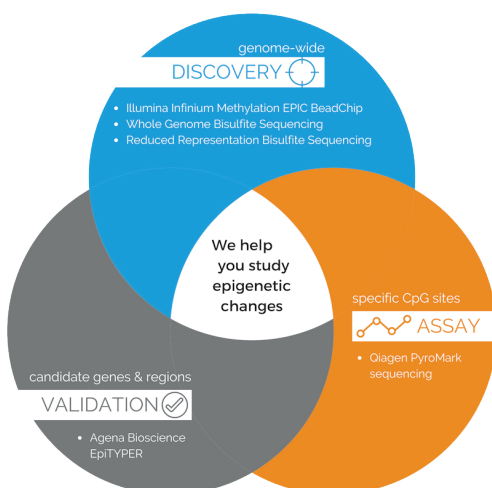 genome-wide
DISCOVERY
• Illumina Infinium Methylation EPIC BeadChip
• Whole Genome Bisulfite Sequencing
• Reduced Representation Bisulfite Sequencing
We help
you study
epigenetic
changes
specific CpG sites
ASSAY
• Qiagen PyroMark
sequencing
candidate genes & regions
VALIDATION
• Agena Bioscience
EpiTYPER